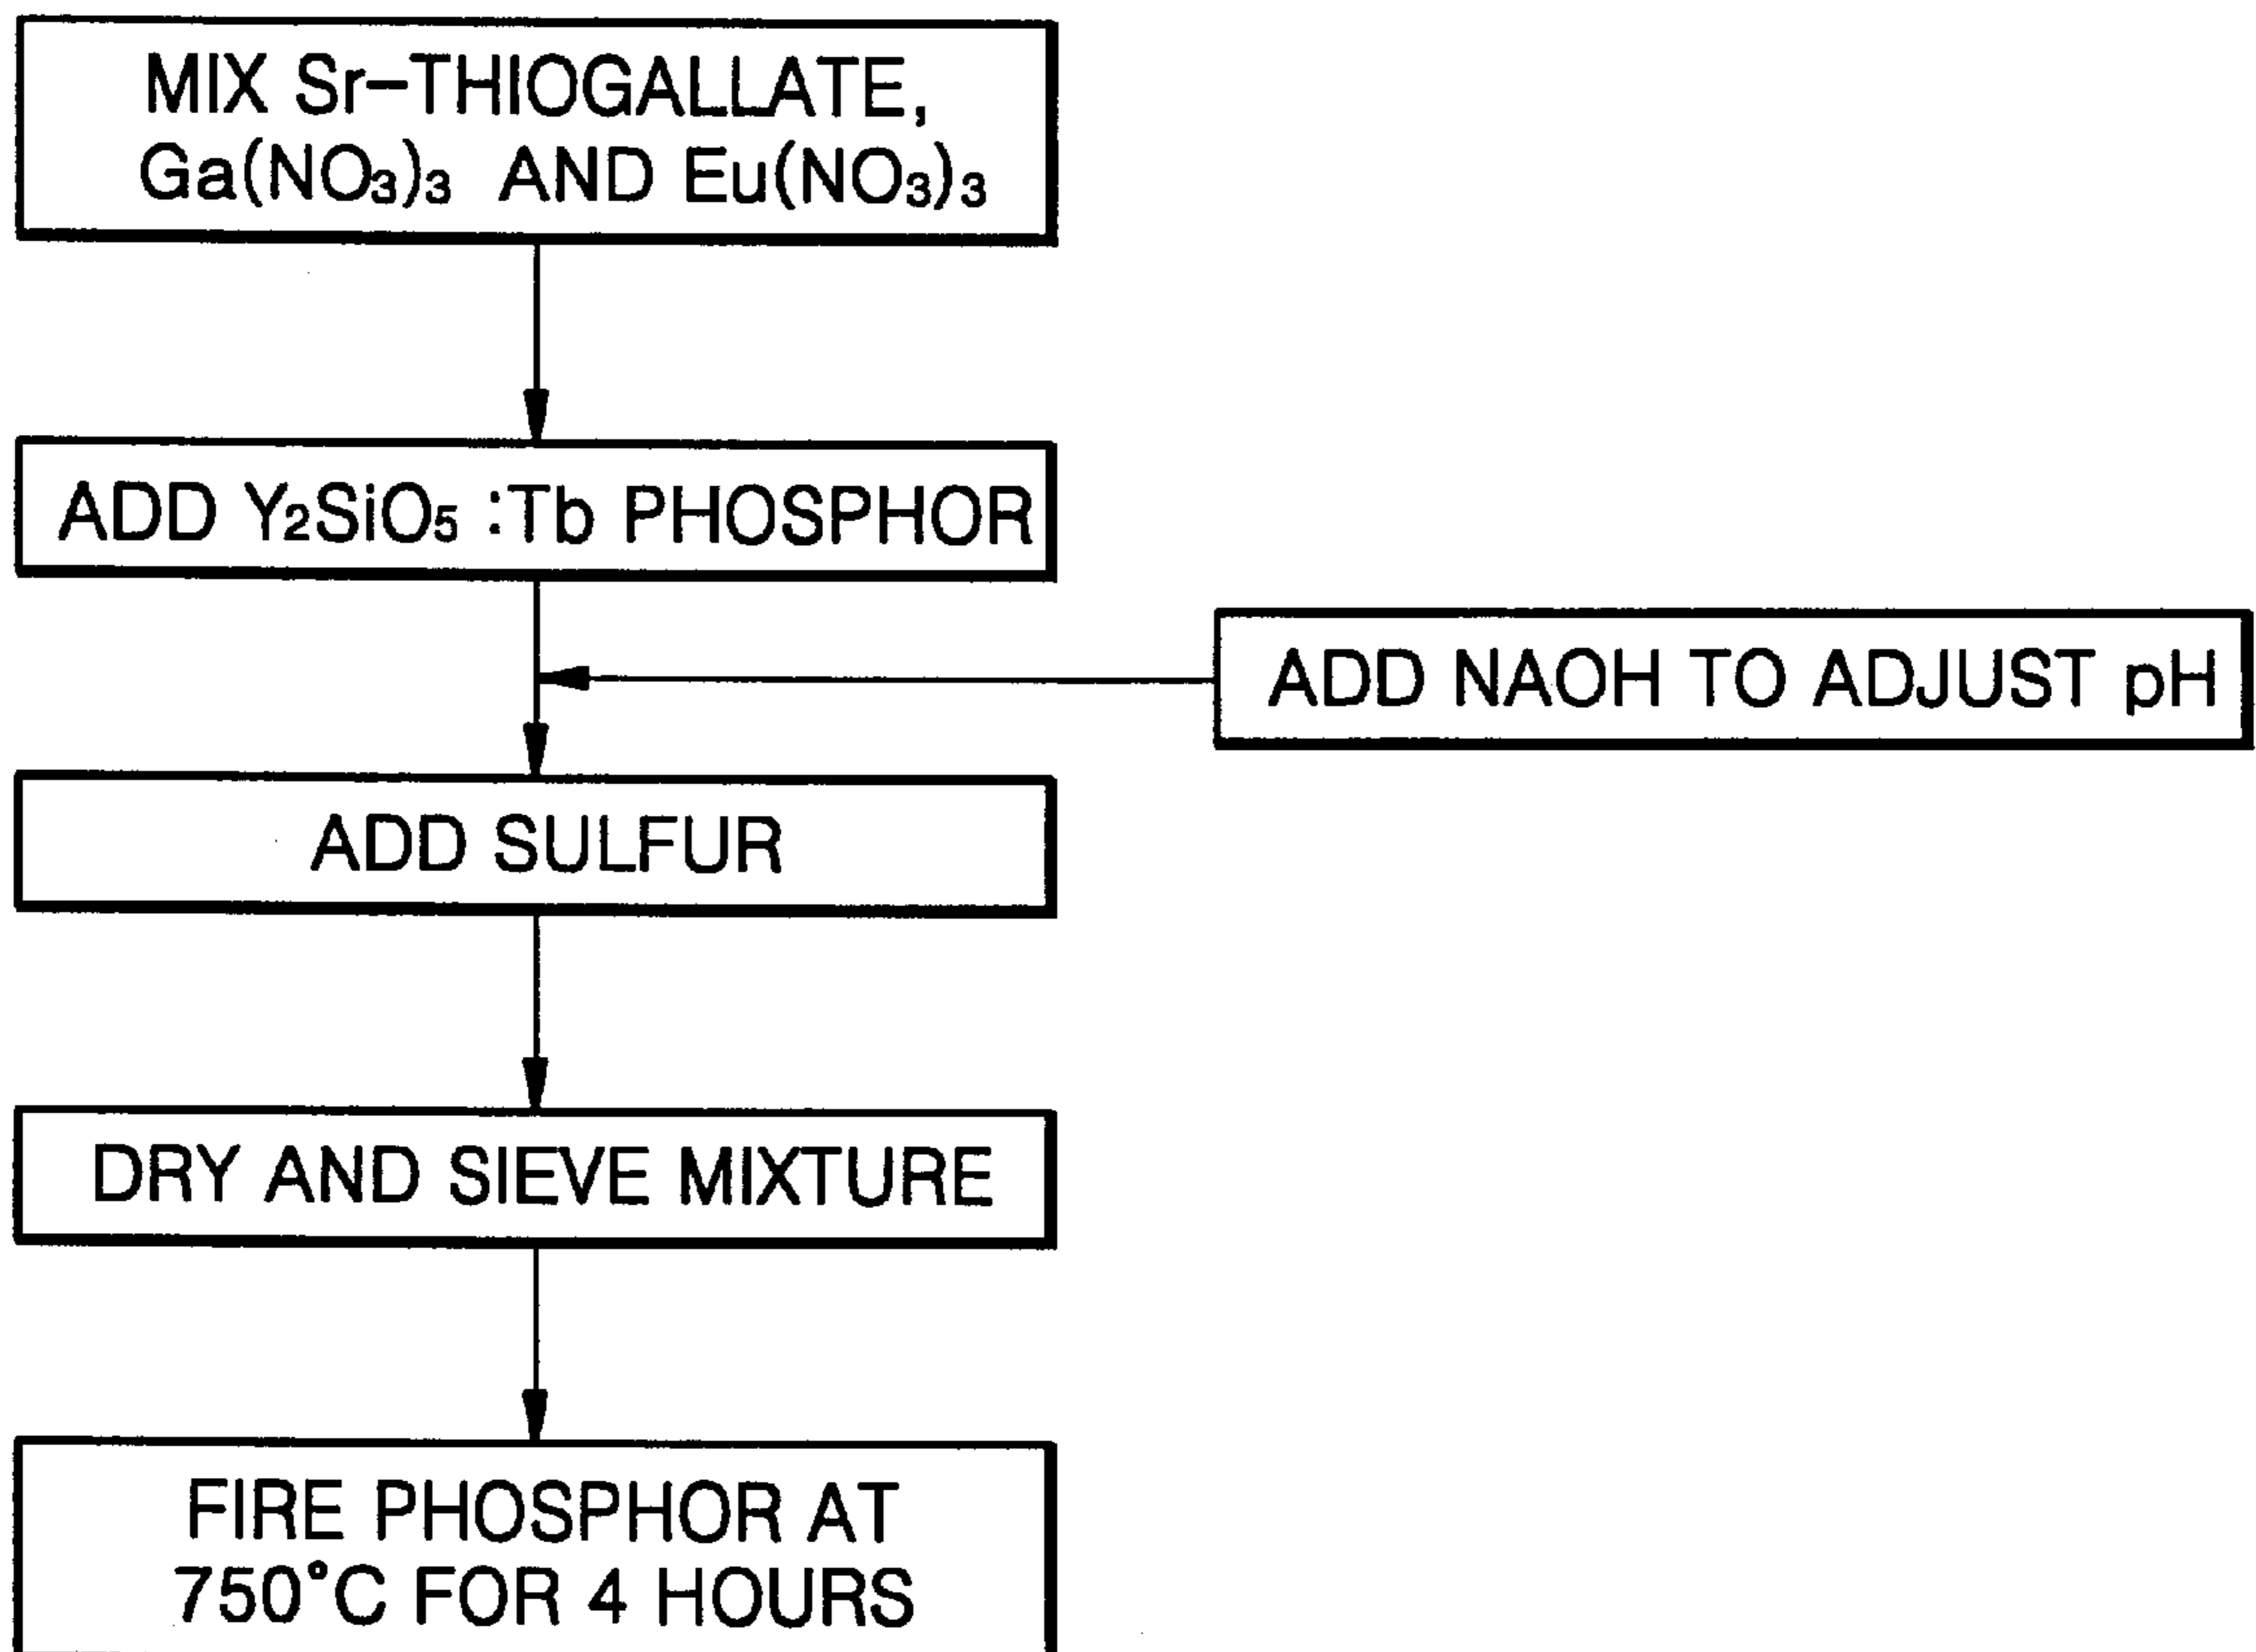 MIX Sr-THIOGALLATE,
Ga(NO₃)₃ AND Eu(NO₃)₃
ADD Y₂SiO₅ :Tb PHOSPHOR
ADD NAOH TO ADJUST pH
ADD SULFUR
DRY AND SIEVE MIXTURE
FIRE PHOSPHOR AT
750°C FOR 4 HOURS